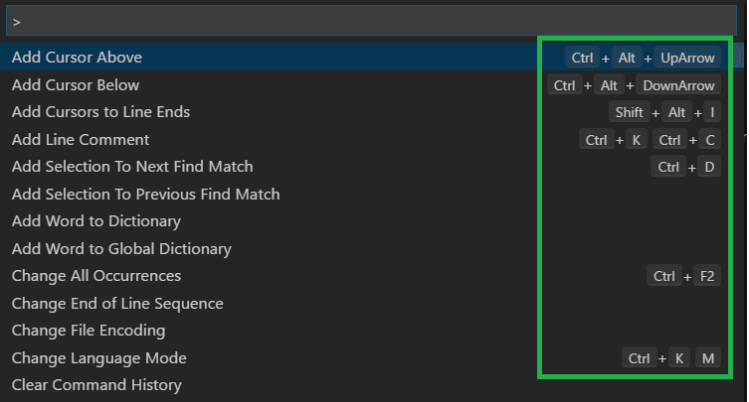 >
Add Cursor Above Ctrl + Alt + UpArrow
Add Cursor Below Ctrl + Alt + DownArrow
Add Cursors to Line Ends Shift + Alt + I
Add Line Comment Ctrl + K Ctrl + C
Add Selection To Next Find Match Ctrl + D
Add Selection To Previous Find Match
Add Word to Dictionary
Add Word to Global Dictionary
Change All Occurrences Ctrl + F2
Change End of Line Sequence
Change File Encoding
Change Language Mode Ctrl + K M
Clear Command History